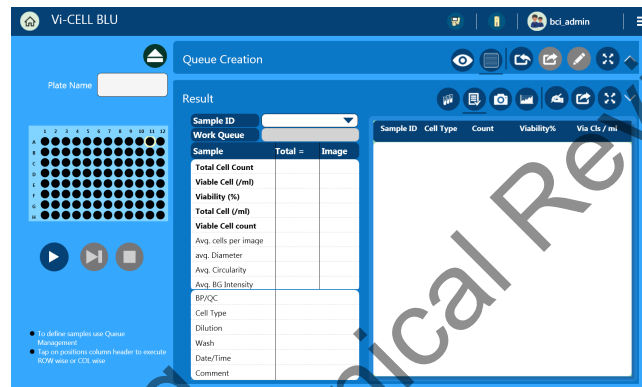 Vi-CELL BLU
bci_admin
Plate Name
1 2 3 4 5 6 7 8 9 10 11 12
A
B
C
D
E
F
G
H
To define samples use Queue
Management
Tap on positions column header to execute
ROW wise or COL wise
Queue Creation
Result
Sample ID
Work Queue
Sample Total = Image
Total Cell Count
Viable Cell (/ml)
Viability (%)
Total Cell (/ml)
Viable Cell count
Avg. cells per image
avg. Diameter
Avg. Circularity
Avg. BG Intensity
BP/QC
Cell Type
Dilution
Wash
Date/Time
Comment
Sample ID Cell Type Count Viability% Via Cls / mi
ical Rev